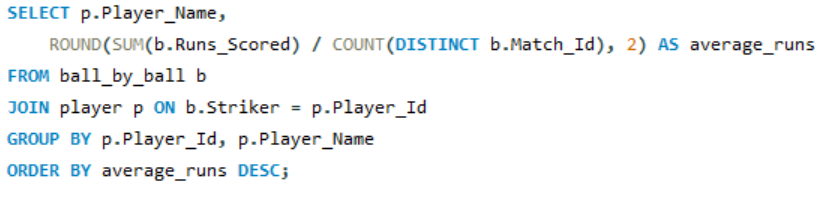 SELECT p.Player_Name,
ROUND(SUM(b.Runs_Scored) / COUNT(DISTINCT b.Match_Id), 2) AS average_runs
FROM ball_by_ball b
JOIN player p ON b.Striker = p.Player_Id
GROUP BY p.Player_Id, p.Player_Name
ORDER BY average_runs DESC;